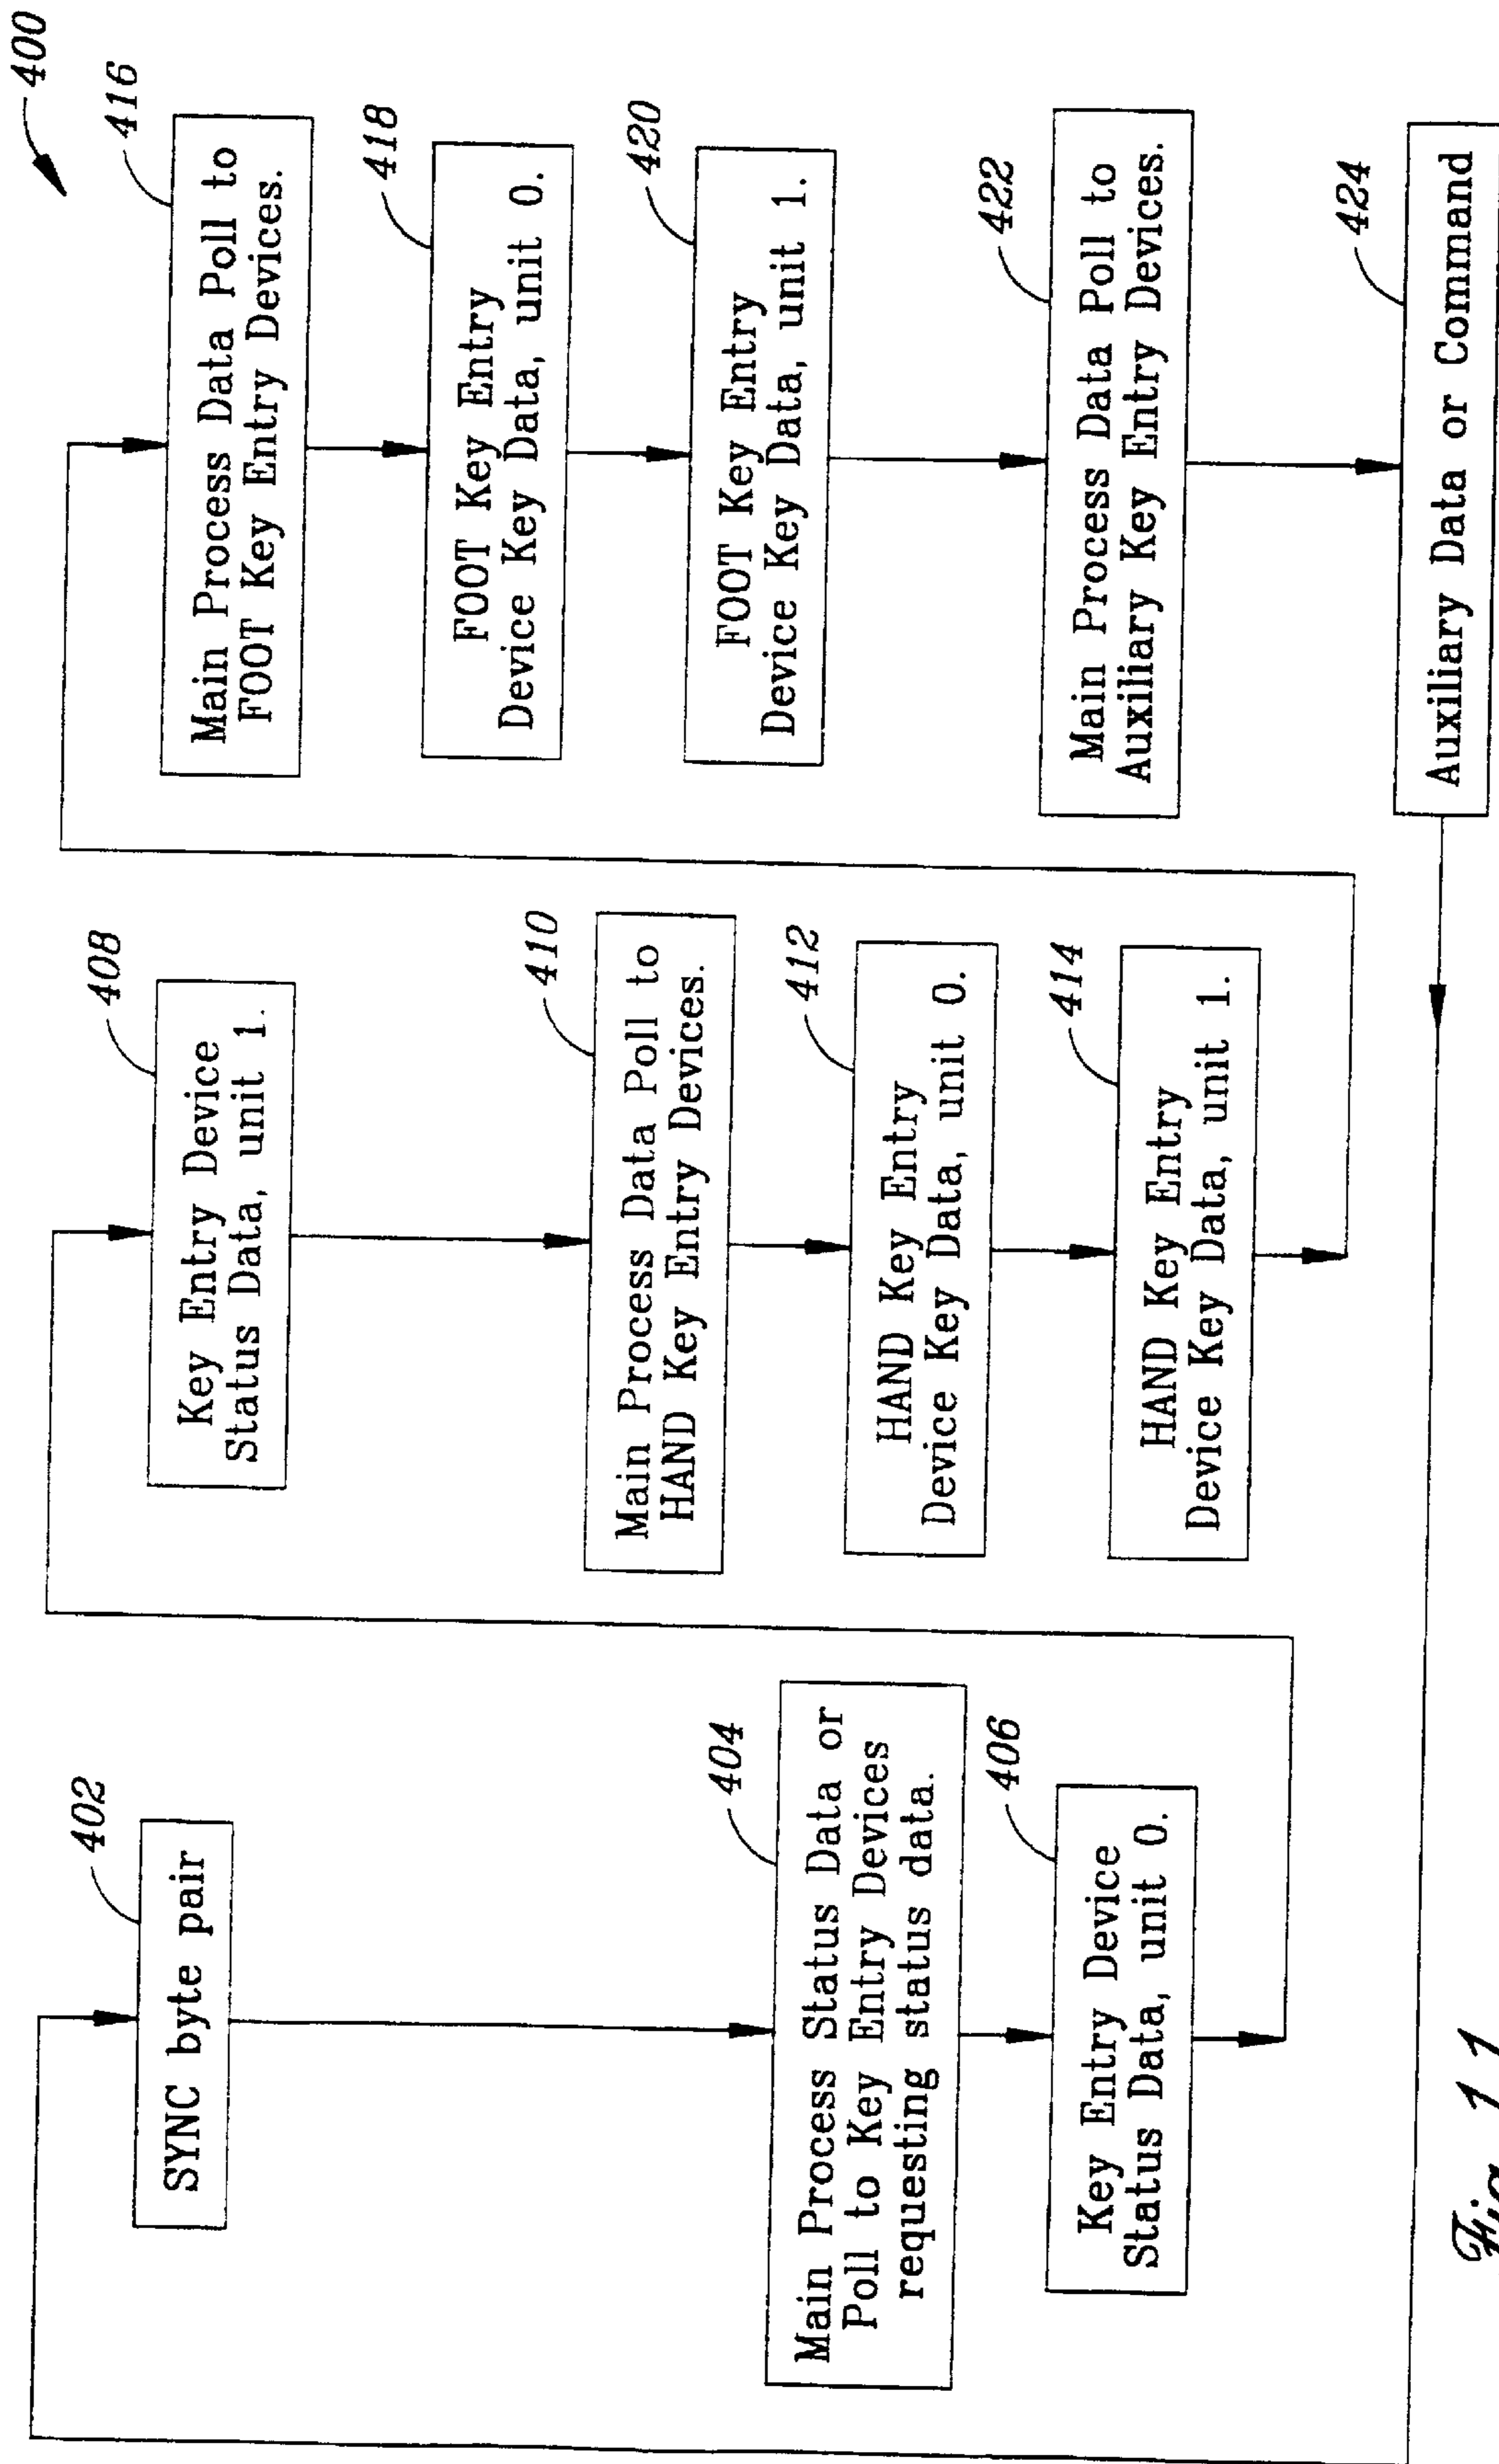 400
402
SYNC byte pair
404
Main Process Status Data or
Poll to Key Entry Devices
requesting status data.
406
Key Entry Device
Status Data, unit 0.
408
Key Entry Device
Status Data, unit 1.
410
Main Process Data Poll to
HAND Key Entry Devices.
412
HAND Key Entry
Device Key Data, unit 0.
414
HAND Key Entry
Device Key Data, unit 1.
416
Main Process Data Poll to
FOOT Key Entry Devices.
418
FOOT Key Entry
Device Key Data, unit 0.
420
FOOT Key Entry
Device Key Data, unit 1.
422
Main Process Data Poll to
Auxiliary Key Entry Devices.
424
Auxiliary Data or Command
Fig. 11